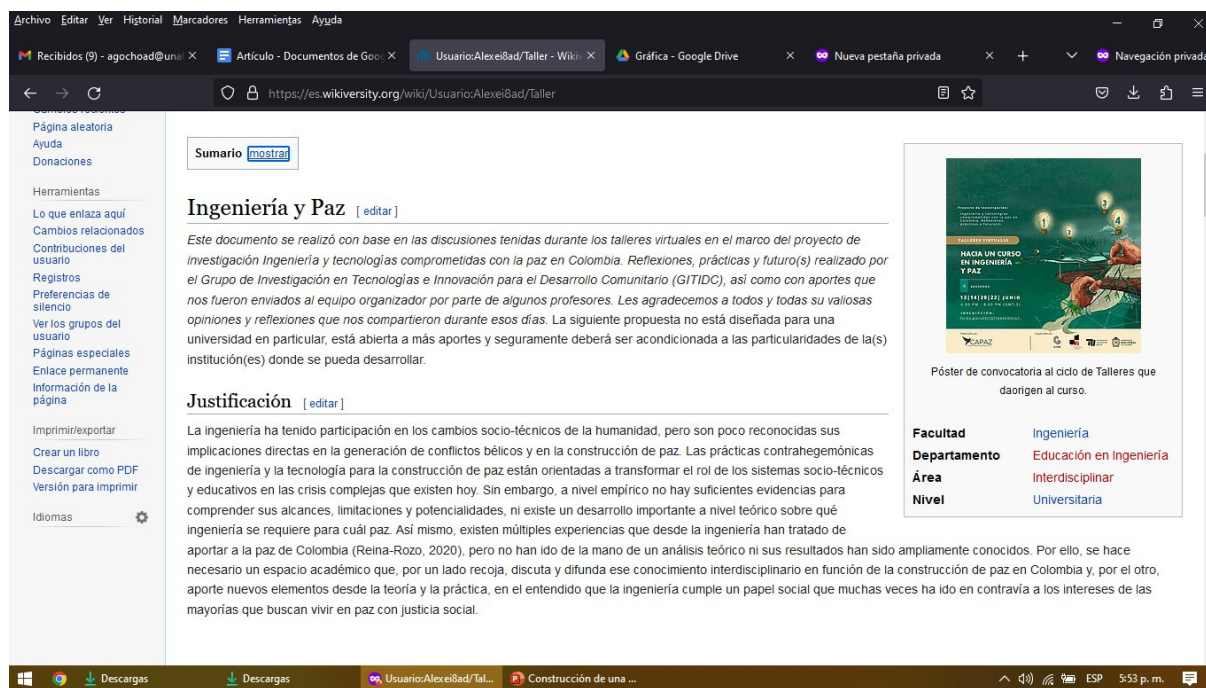 Archivo Editar Ver Historial Marcadores Herramientas Ayuda
Recibidos (9) - agochoad@una
Artículo - Documentos de Goo
Usuario:Alexei8ad/Taller - Wikiv
Gráfica - Google Drive
Nueva pestaña privada
Navegación privada
https://es.wikiversity.org/wiki/Usuario:Alexei8ad/Taller
Página aleatoria
Ayuda
Donaciones
Herramientas
Lo que enlaza aquí
Cambios relacionados
Contribuciones del
usuario
Registros
Preferencias de
silencio
Ver los grupos del
usuario
Páginas especiales
Enlace permanente
Información de la
página
Imprimir/exportar
Crear un libro
Descargar como PDF
Versión para imprimir
Idiomas
Sumario mostrar
Ingeniería y Paz [ editar ]
Este documento se realizó con base en las discusiones tenidas durante los talleres virtuales en el marco del proyecto de
investigación Ingeniería y tecnologías comprometidas con la paz en Colombia. Reflexiones, prácticas y futuro(s) realizado por
el Grupo de Investigación en Tecnologías e Innovación para el Desarrollo Comunitario (GITIDC), así como con aportes que
nos fueron enviados al equipo organizador por parte de algunos profesores. Les agradecemos a todos y todas su valiosas
opiniones y reflexiones que nos compartieron durante esos días. La siguiente propuesta no está diseñada para una
universidad en particular, está abierta a más aportes y seguramente deberá ser acondicionada a las particularidades de la(s)
institución(es) donde se pueda desarrollar.
Justificación [ editar ]
La ingeniería ha tenido participación en los cambios socio-técnicos de la humanidad, pero son poco reconocidas sus
implicaciones directas en la generación de conflictos bélicos y en la construcción de paz. Las prácticas contrahegemónicas
de ingeniería y la tecnología para la construcción de paz están orientadas a transformar el rol de los sistemas socio-técnicos
y educativos en las crisis complejas que existen hoy. Sin embargo, a nivel empírico no hay suficientes evidencias para
comprender sus alcances, limitaciones y potencialidades, ni existe un desarrollo importante a nivel teórico sobre qué
ingeniería se requiere para cuál paz. Así mismo, existen múltiples experiencias que desde la ingeniería han tratado de
aportar a la paz de Colombia (Reina-Rozo, 2020), pero no han ido de la mano de un análisis teórico ni sus resultados han sido ampliamente conocidos. Por ello, se hace
necesario un espacio académico que, por un lado recoja, discuta y difunda ese conocimiento interdisciplinario en función de la construcción de paz en Colombia y, por el otro,
aporte nuevos elementos desde la teoría y la práctica, en el entendido que la ingeniería cumple un papel social que muchas veces ha ido en contravía a los intereses de las
mayorías que buscan vivir en paz con justicia social.
TALLERES VIRTUALES
HACIA UN CURSO
EN INGENIERÍA
Y PAZ
4 sesiones
13|14|20|22| JUNIO
INSCRIPCIÓN:
CAPAZ
1
2
3
4
Póster de convocatoria al ciclo de Talleres que
daorigen al curso.
Facultad Ingeniería
Departamento Educación en Ingeniería
Área Interdisciplinar
Nivel Universitaria
Descargas
Descargas
Usuario:Alexei8ad/Tal...
Construcción de una ...
ESP
5:53 p. m.